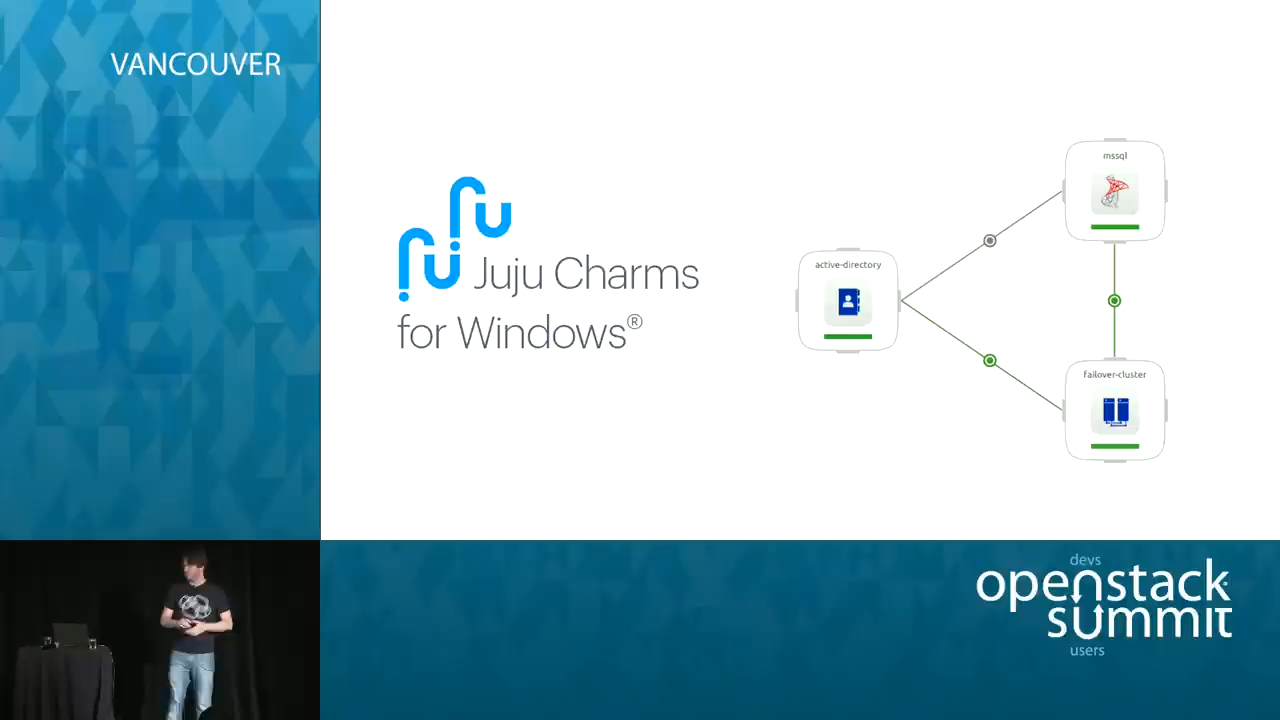 VANCOUVER
Juju Charms
for Windows®
mssql
active-directory
failover-cluster
devs
openstack
summit
users